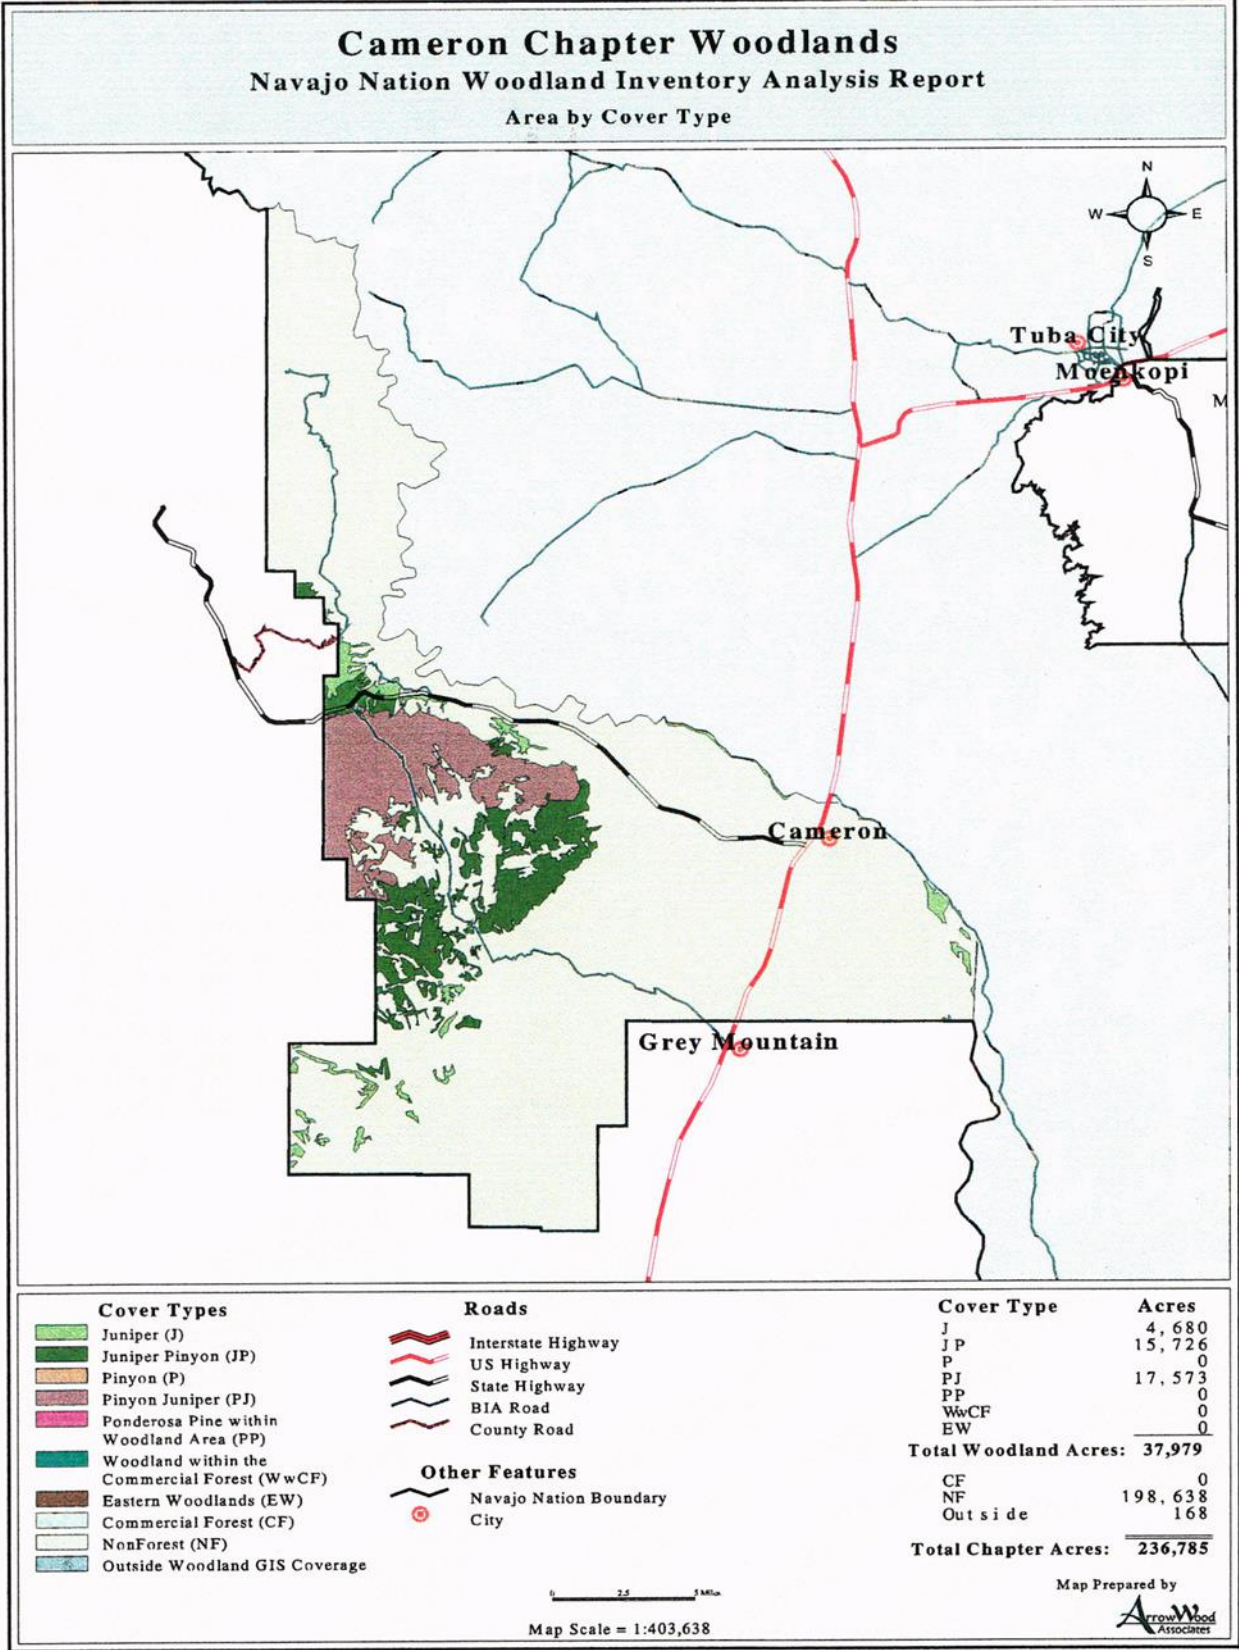 Cameron Chapter Woodlands
Navajo Nation Woodland Inventory Analysis Report
Area by Cover Type
N
W E
S
Tuba City
Moenkopi
M
Cameron
Grey Mountain
Cover Types
Juniper (J)
Juniper Pinyon (JP)
Pinyon (P)
Pinyon Juniper (PJ)
Ponderosa Pine within
Woodland Area (PP)
Woodland within the
Commercial Forest (WwCF)
Eastern Woodlands (EW)
Commercial Forest (CF)
NonForest (NF)
Outside Woodland GIS Coverage
Roads
Interstate Highway
US Highway
State Highway
BIA Road
County Road
Other Features
Navajo Nation Boundary
City
0 2.5 5 Miles
Map Scale = 1:403,638
Cover Type Acres
J 4,680
JP 15,726
P 0
PJ 17,573
PP 0
WwCF 0
EW 0
Total Woodland Acres: 37,979
CF 0
NF 198,638
Outside 168
Total Chapter Acres: 236,785
Map Prepared by
ArrowWood
Associates